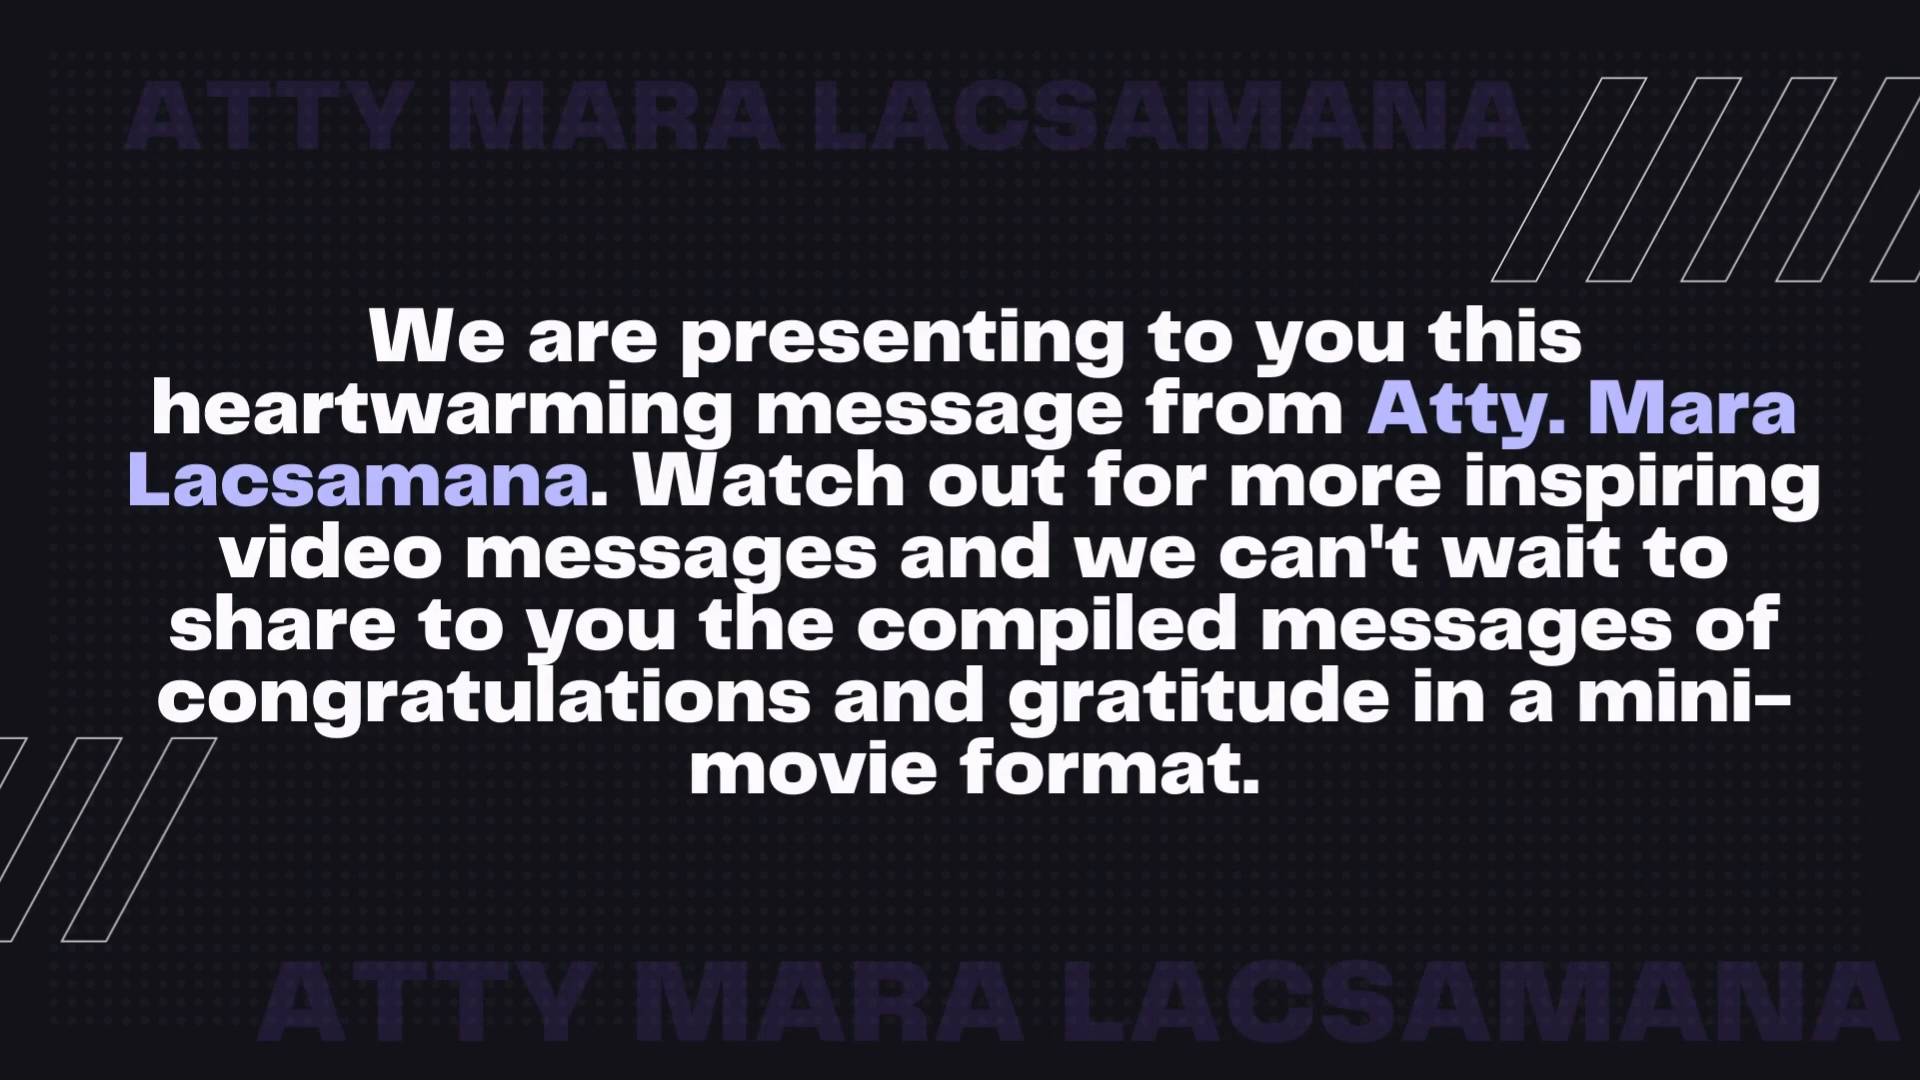 ATTY MARA LACSAMANA
We are presenting to you this
heartwarming message from Atty. Mara
Lacsamana. Watch out for more inspiring
video messages and we can't wait to
share to you the compiled messages of
congratulations and gratitude in a mini-
movie format.
ATTY MARA LACSAMANA